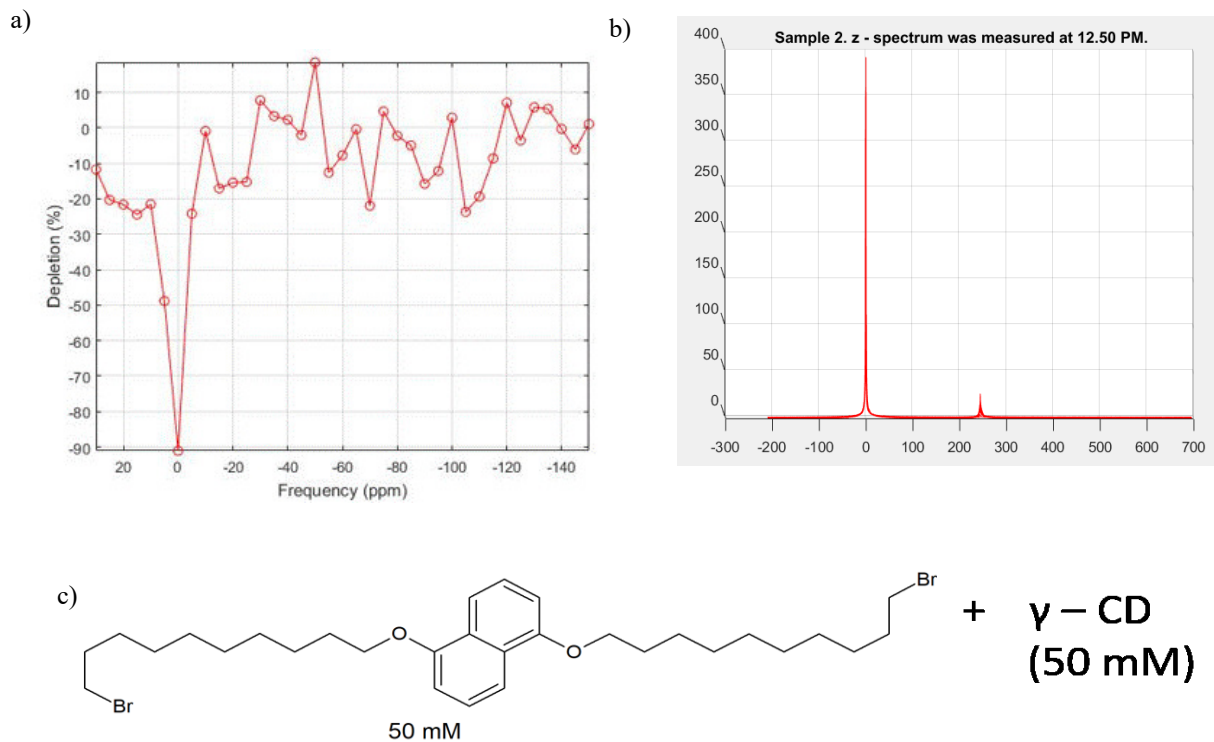 a)
10
0
-10
-20
-30
-40
-50
-60
-70
-80
-90
Depletion (%)
20 0 -20 -40 -60 -80 -100 -120 -140
Frequency (ppm)
b)
Sample 2. z - spectrum was measured at 12.50 PM.
400
350
300
250
200
150
100
50
0
-300 -200 -100 0 100 200 300 400 500 600 700
c)
Br
O
O
Br
50 mM
+ γ – CD
(50 mM)